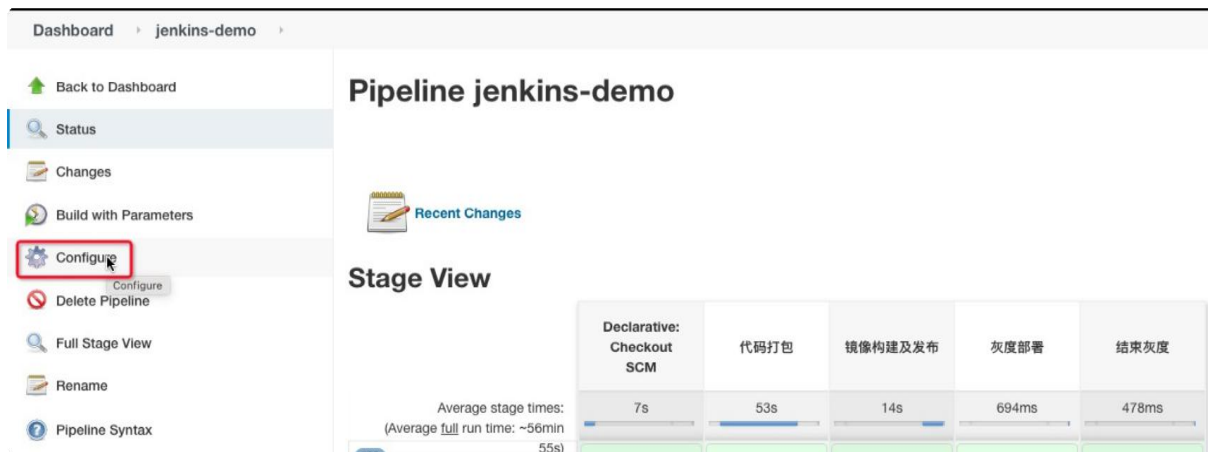 Dashboard
jenkins-demo
Back to Dashboard
Status
Changes
Build with Parameters
Configure
Configure
Delete Pipeline
Full Stage View
Rename
Pipeline Syntax
Pipeline jenkins-demo
Recent Changes
Stage View
Declarative:
Checkout
SCM
代码打包
镜像构建及发布
灰度部署
结束灰度
Average stage times:
(Average full run time: ~56min
55s)
7s
53s
14s
694ms
478ms